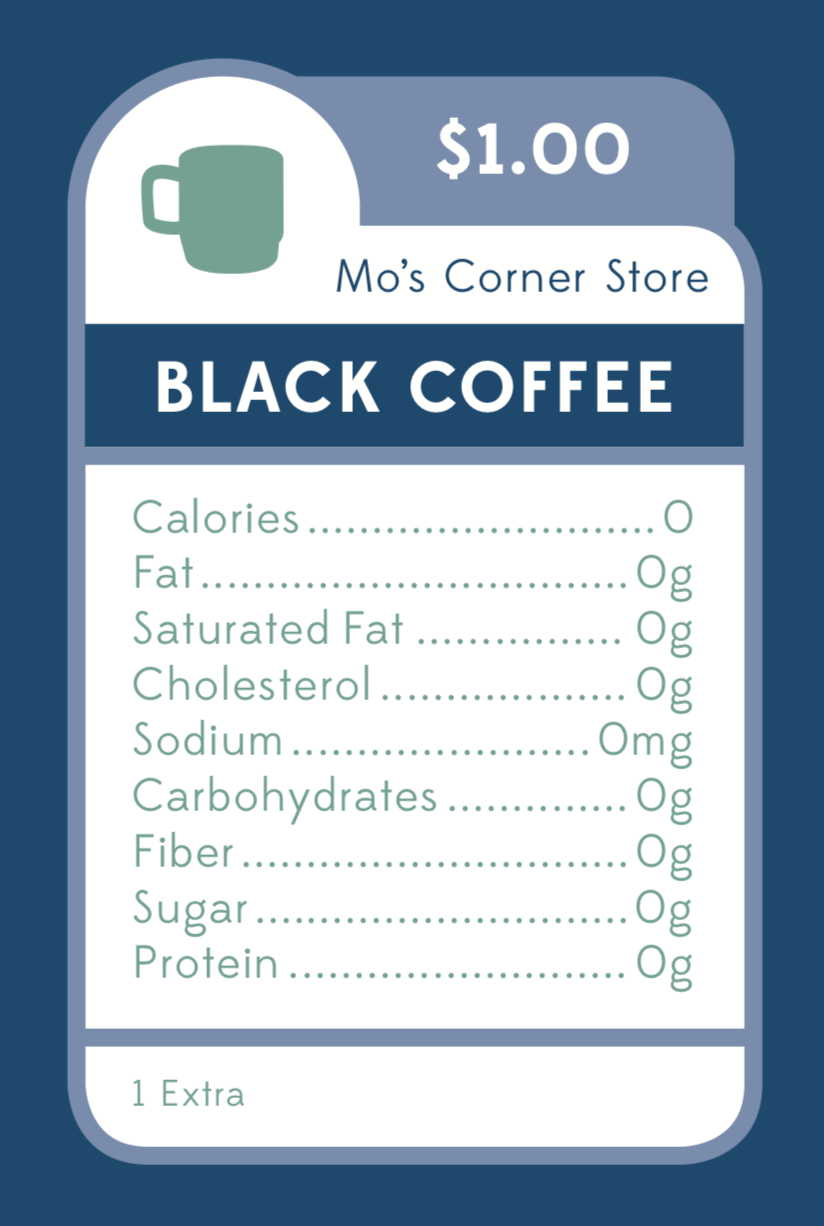 $1.00
Mo's Corner Store
BLACK COFFEE
Calories..........................0
Fat.................................0g
Saturated Fat ................ 0g
Cholesterol...................0g
Sodium.......................0mg
Carbohydrates ..............0g
Fiber..............................0g
Sugar.............................0g
Protein ..........................0g
1 Extra